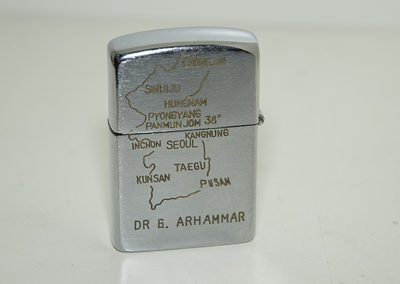 SINUIJU
HUNGNAM
PYONGYANG
PANMUNJOM 38°
KANGNUNG
INCHON SEOUL
TAEGU
KUNSAN
PUSAN
DR G. ARHAMMAR